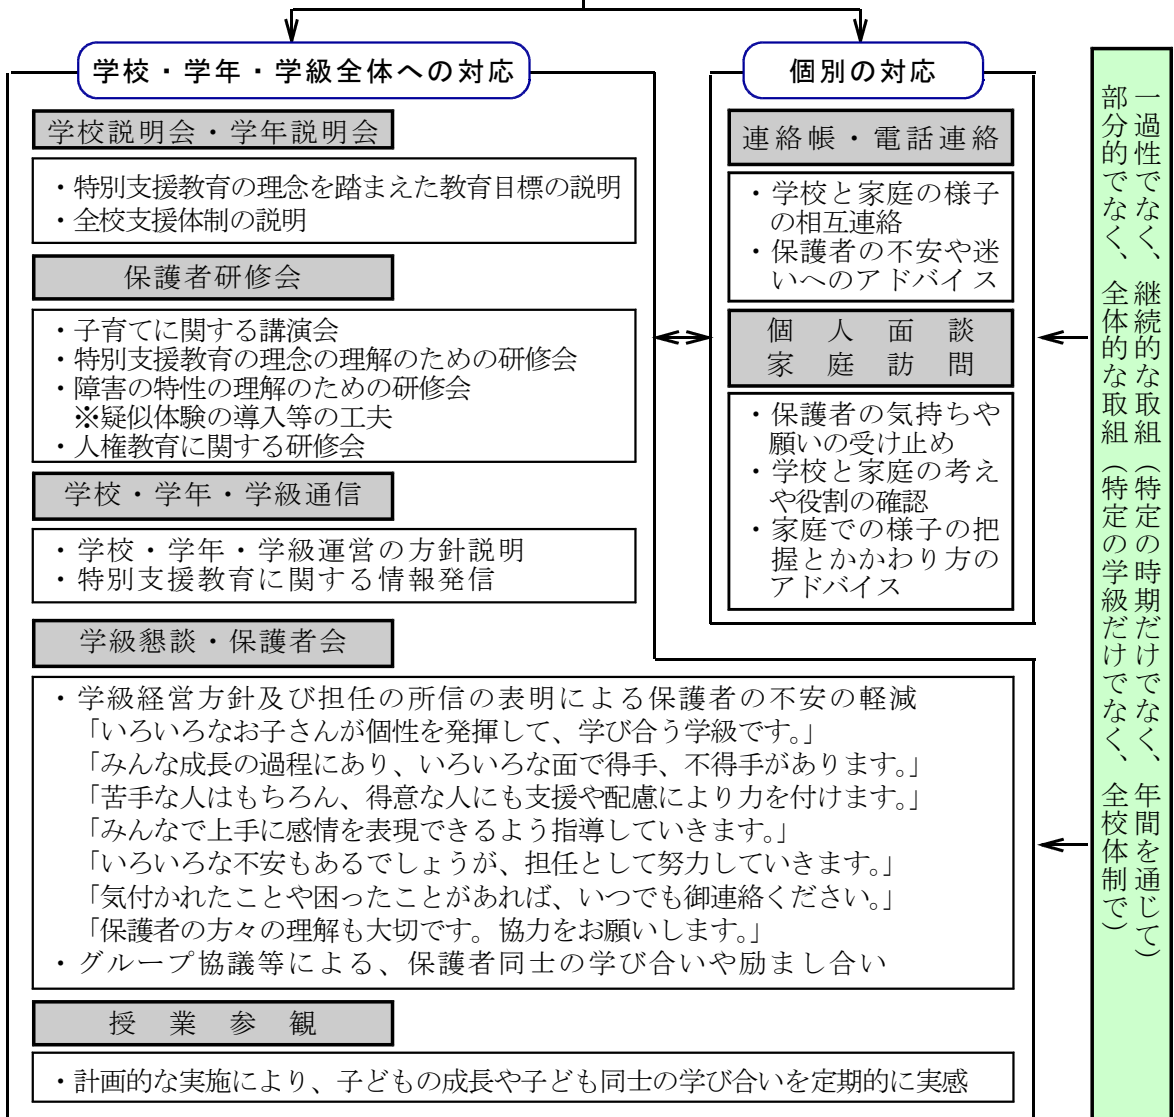 学校・学年・学級全体への対応
学校説明会・学年説明会
・特別支援教育の理念を踏まえた教育目標の説明
・全校支援体制の説明
保護者研修会
・子育てに関する講演会
・特別支援教育の理念の理解のための研修会
・障害の特性の理解のための研修会
※疑似体験の導入等の工夫
・人権教育に関する研修会
学校・学年・学級通信
・学校・学年・学級運営の方針説明
・特別支援教育に関する情報発信
学級懇談・保護者会
・学級経営方針及び担任の所信の表明による保護者の不安の軽減
「いろいろなお子さんが個性を発揮して、学び合う学級です。」
「みんな成長の過程にあり、いろいろな面で得手、不得手があります。」
「苦手な人はもちろん、得意な人にも支援や配慮により力を付けます。」
「みんなで上手に感情を表現できるよう指導していきます。」
「いろいろな不安もあるでしょうが、担任として努力していきます。」
「気付かれたことや困ったことがあれば、いつでも御連絡ください。」
「保護者の方々の理解も大切です。協力をお願いします。」
・グループ協議等による、保護者同士の学び合いや励まし合い
授業参観
・計画的な実施により、子どもの成長や子ども同士の学び合いを定期的に実感
個別の対応
連絡帳・電話連絡
・学校と家庭の様子
の相互連絡
・保護者の不安や迷
いへのアドバイス
個人面談
家庭訪問
・保護者の気持ちや
願いの受け止め
・学校と家庭の考え
や役割の確認
・家庭での様子の把
握とかかわり方の
アドバイス
一過性でなく、継続的な取組(特定の時期だけでなく、年間を通じて)
部分的でなく、全体的な取組(特定の学級だけでなく、全校体制で)